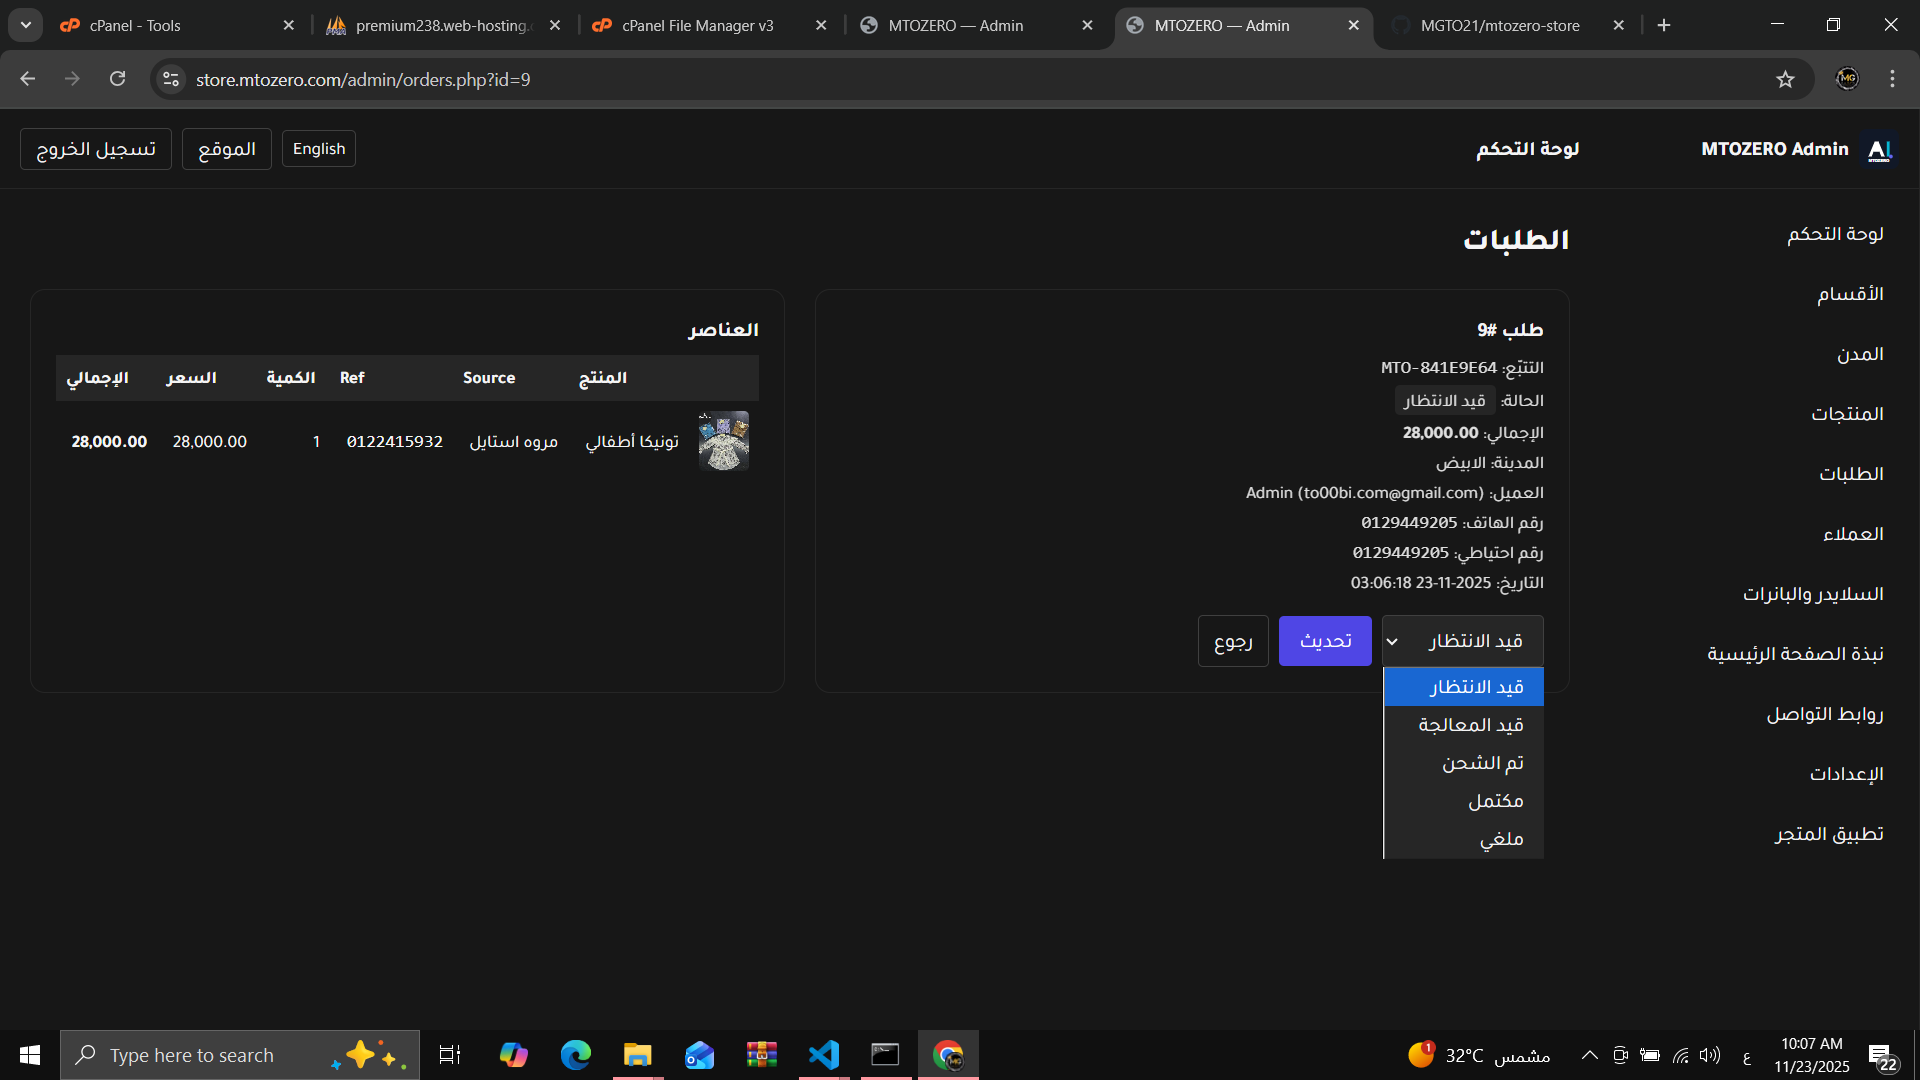 cPanel - Tools
premium238.web-hosting.
cPanel File Manager v3
MTOZERO — Admin
MTOZERO — Admin
MGTO21/mtozero-store
store.mtozero.com/admin/orders.php?id=9
MTOZERO Admin
لوحة التحكم
English
الموقع
تسجيل الخروج
لوحة التحكم
الأقسام
المدن
المنتجات
الطلبات
العملاء
السلايدر والبانرات
نبذة الصفحة الرئيسية
روابط التواصل
الإعدادات
تطبيق المتجر
الطلبات
طلب #9
التتبّع: MTO-841E9E64
الحالة: قيد الانتظار
الإجمالي: 28,000.00
المدينة: الابيض
العميل: Admin (to00bi.com@gmail.com)
رقم الهاتف: 0129449205
رقم احتياطي: 0129449205
التاريخ: 2025-11-23 03:06:18
قيد الانتظار
تحديث
رجوع
قيد الانتظار
قيد المعالجة
تم الشحن
مكتمل
ملغي
العناصر
المنتج Source Ref الكمية السعر الإجمالي
تونيكا أطفالي مروه استايل 0122415932 1 28,000.00 28,000.00
Type here to search
1
32°C مشمس
ع
10:07 AM
11/23/2025
22